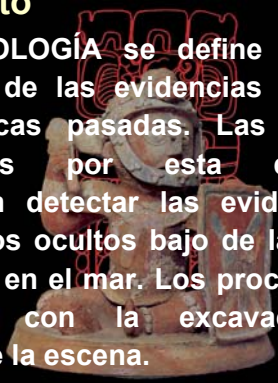 to
OLOGÍA se define
de las evidencias
cas pasadas. Las
s por esta
n detectar las evid
os ocultos bajo de la
en el mar. Los proc
con la excava
e la escena.